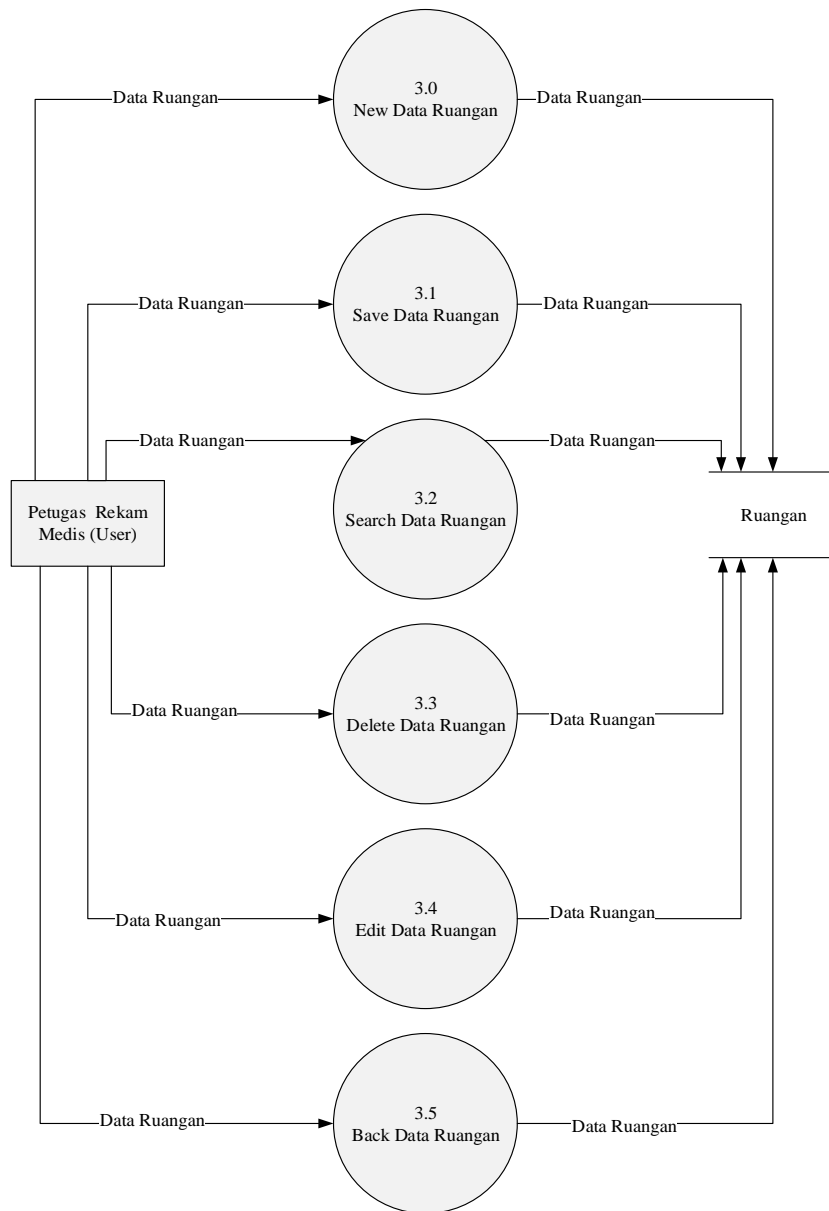 3.0
New Data Ruangan
Data Ruangan
Data Ruangan
3.1
Save Data Ruangan
Data Ruangan
Data Ruangan
Data Ruangan
Data Ruangan
3.2
Search Data Ruangan
Petugas Rekam
Medis (User)
Ruangan
3.3
Delete Data Ruangan
Data Ruangan
Data Ruangan
3.4
Edit Data Ruangan
Data Ruangan
Data Ruangan
3.5
Back Data Ruangan
Data Ruangan
Data Ruangan